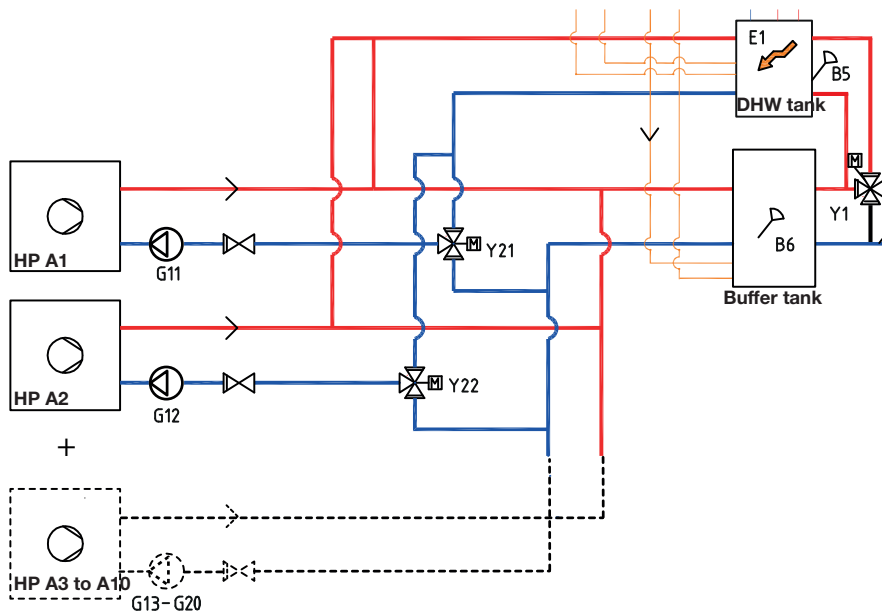 E1
B5
DHW tank
M
Y1
B6
Buffer tank
HP A1
G11
M
Y21
HP A2
G12
M
Y22
+
HP A3 to A10
G13-G20